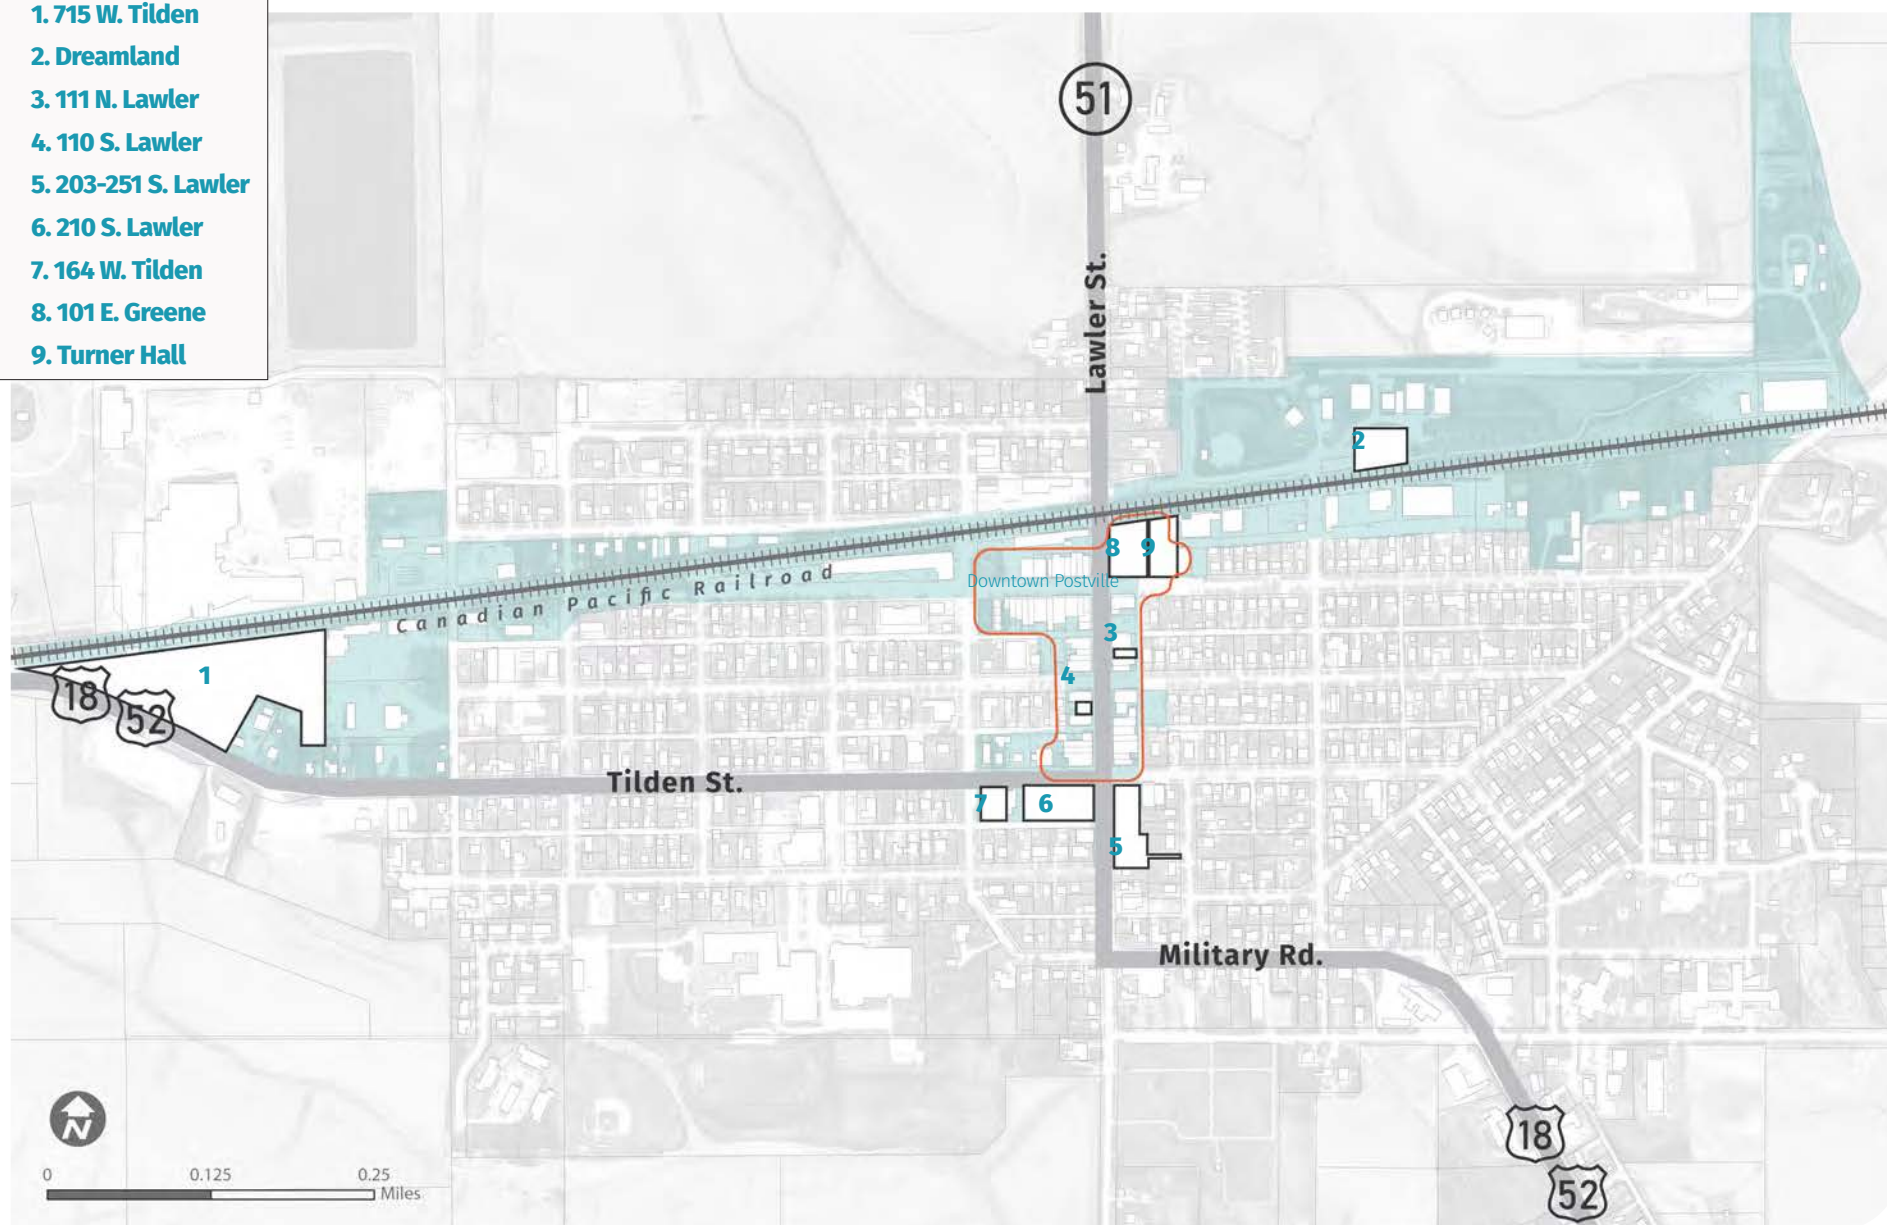 1. 715 W. Tilden
2. Dreamland
3. 111 N. Lawler
4. 110 S. Lawler
5. 203-251 S. Lawler
6. 210 S. Lawler
7. 164 W. Tilden
8. 101 E. Greene
9. Turner Hall
51
Lawler St.
2
8
9
Downtown Postville
Canadian Pacific Railroad
3
1
4
18
52
Tilden St.
7
6
5
Military Rd.
N
18
52
0
0.125
0.25
Miles